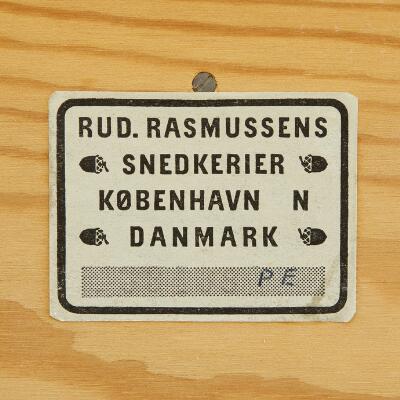 RUD. RASMUSSENS
SNEDKERIER
KØBENHAVN N
DANMARK
PE